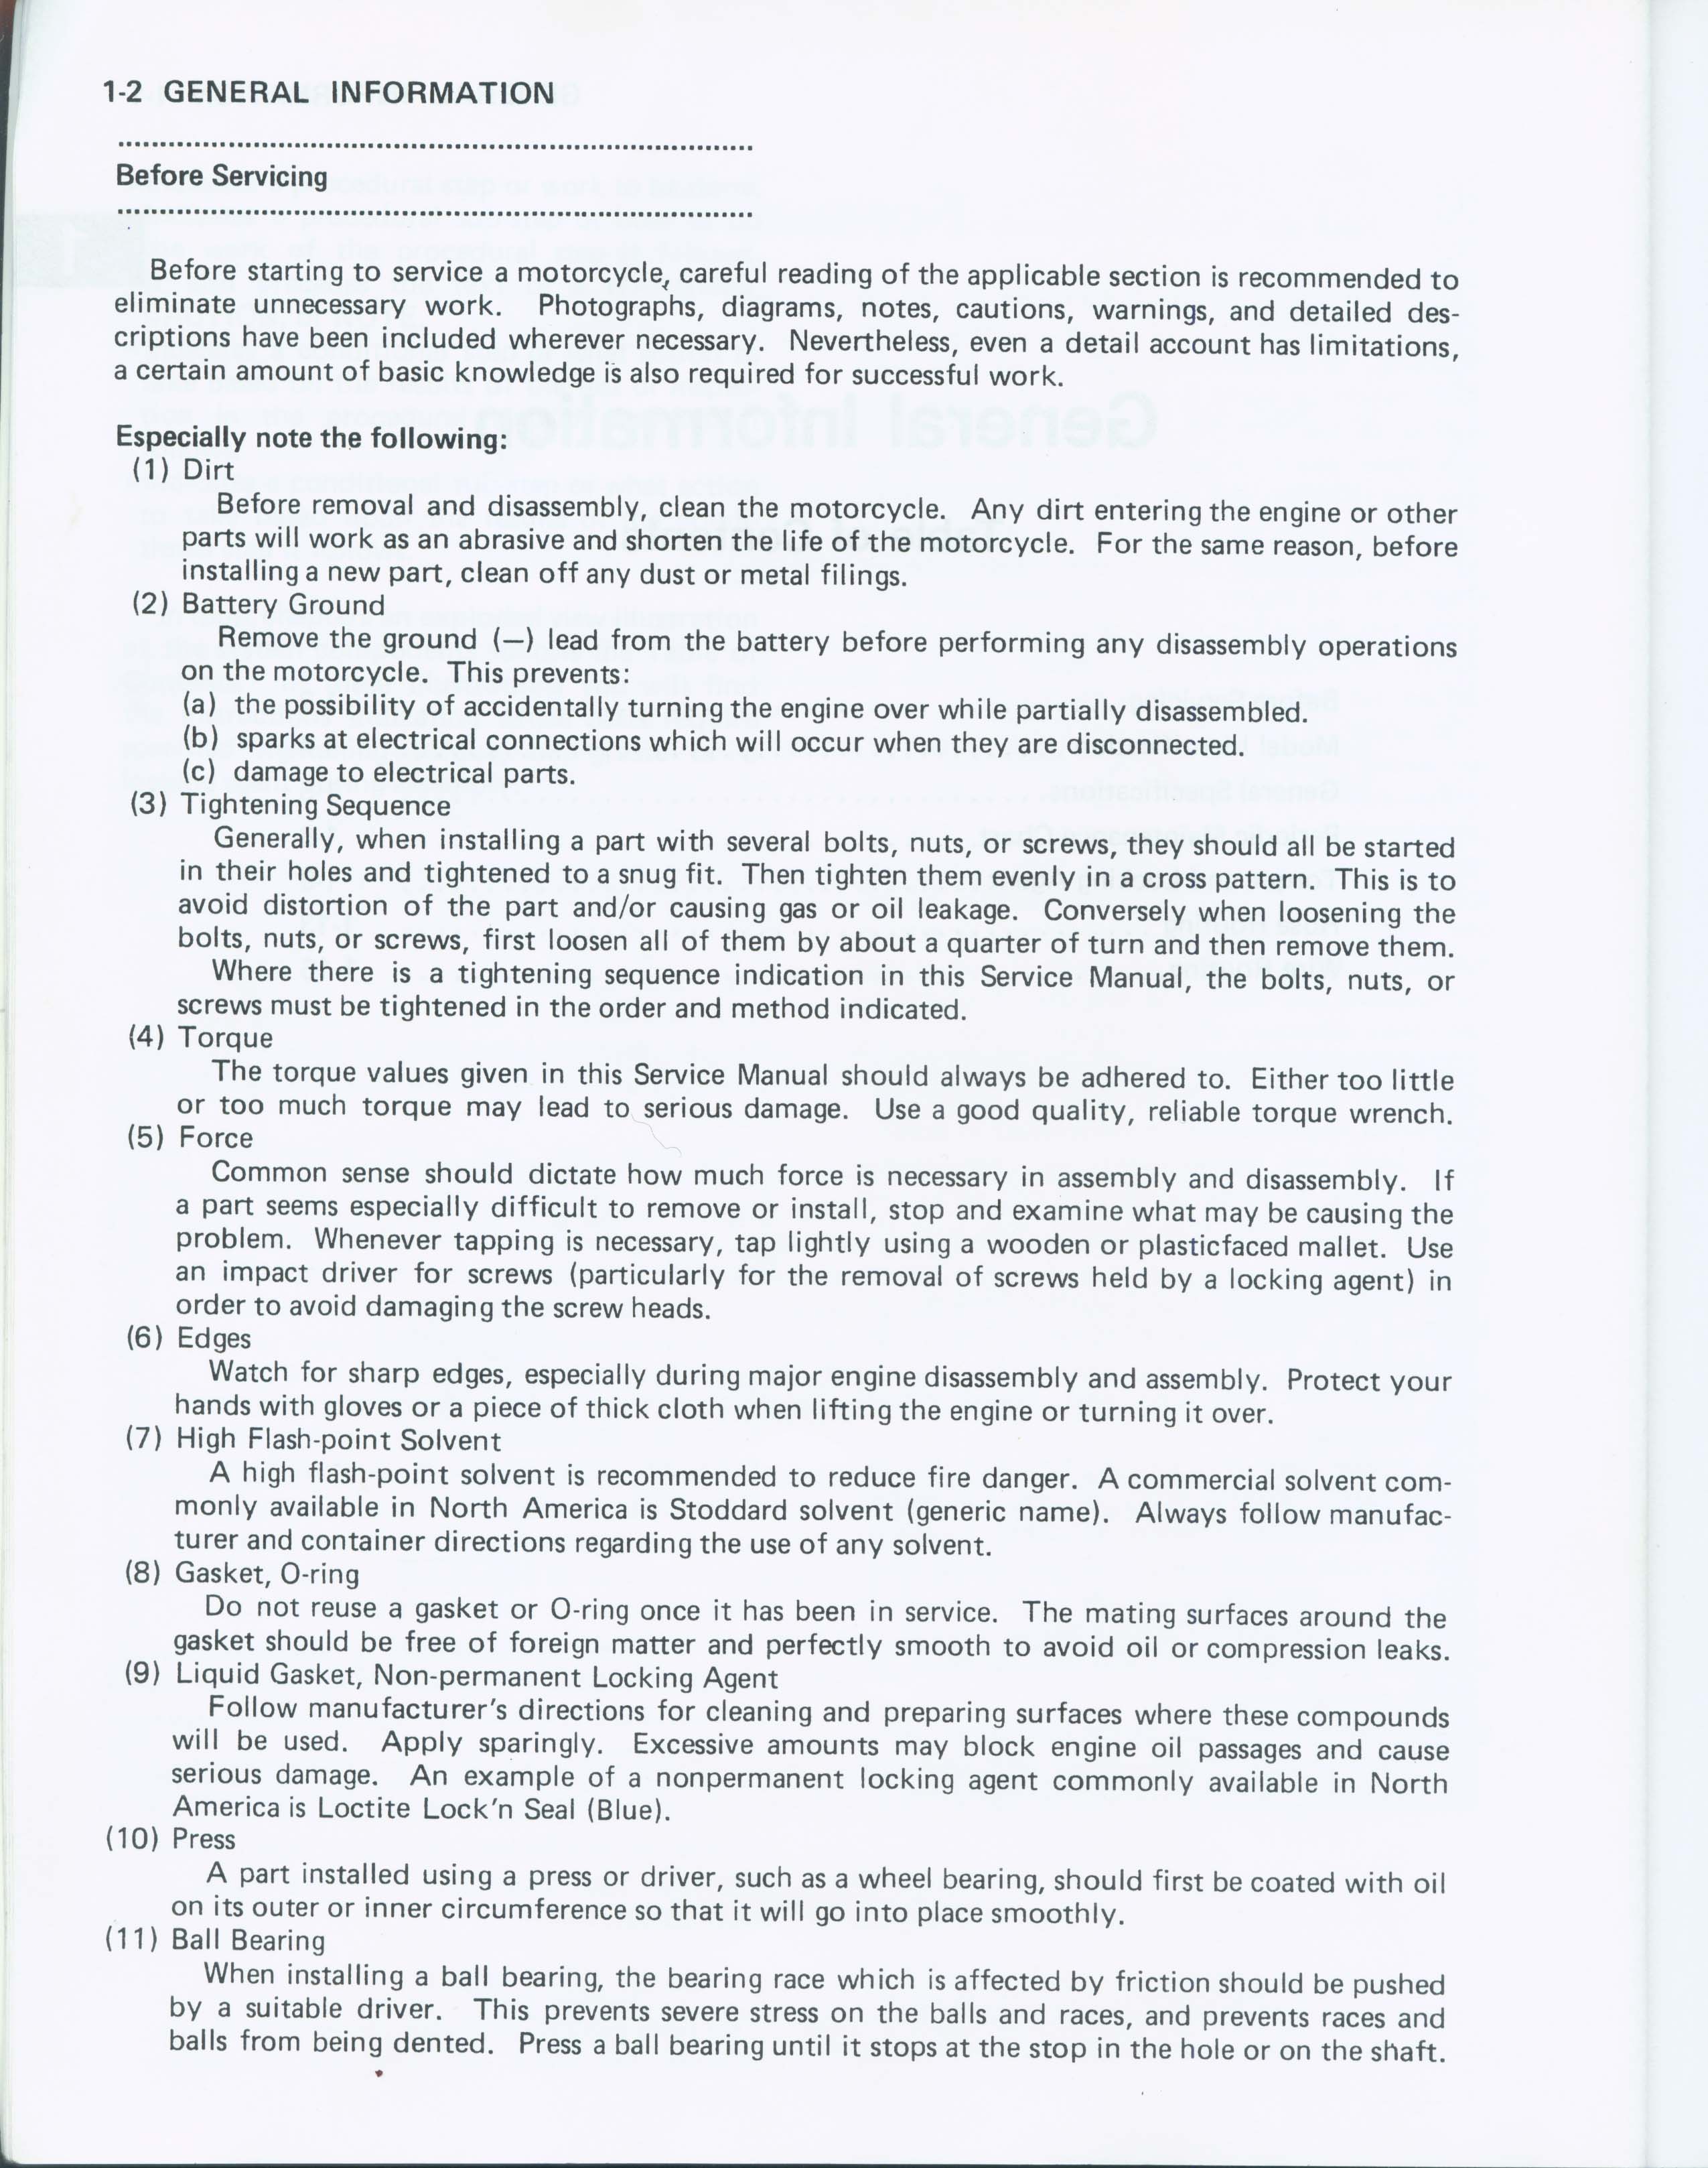 1-2 GENERAL INFORMATION
Before Servicing
Before starting to service a motorcycle, careful reading of the applicable section is recommended to
eliminate unnecessary work. Photographs, diagrams, notes, cautions, warnings, and detailed des-
criptions have been included wherever necessary. Nevertheless, even a detail account has limitations,
a certain amount of basic knowledge is also required for successful work.
Especially note the following:
(1) Dirt
Before removal and disassembly, clean the motorcycle. Any dirt entering the engine or other
parts will work as an abrasive and shorten the life of the motorcycle. For the same reason, before
installing a new part, clean off any dust or metal filings.
(2) Battery Ground
Remove the ground (—) lead from the battery before performing any disassembly operations
on the motorcycle. This prevents:
(a) the possibility of accidentally turning the engine over while partially disassembled.
(b) sparks at electrical connections which will occur when they are disconnected.
(c) damage to electrical parts.
(3) Tightening Sequence
Generally, when installing a part with several bolts, nuts, or screws, they should all be started
in their holes and tightened to a snug fit. Then tighten them evenly in a cross pattern. This is to
avoid distortion of the part and/or causing gas or oil leakage. Conversely when loosening the
bolts, nuts, or screws, first loosen all of them by about a quarter of turn and then remove them.
Where there is a tightening sequence indication in this Service Manual, the bolts, nuts, or
screws must be tightened in the order and method indicated.
(4) Torque
The torque values given in this Service Manual should always be adhered to. Either too little
or too much torque may lead to serious damage. Use a good quality, reliable torque wrench.
(5) Force
Common sense should dictate how much force is necessary in assembly and disassembly. If
a part seems especially difficult to remove or install, stop and examine what may be causing the
problem. Whenever tapping is necessary, tap lightly using a wooden or plasticfaced mallet. Use
an impact driver for screws (particularly for the removal of screws held by a locking agent) in
order to avoid damaging the screw heads.
(6) Edges
Watch for sharp edges, especially during major engine disassembly and assembly. Protect your
hands with gloves or a piece of thick cloth when lifting the engine or turning it over.
(7) High Flash-point Solvent
A high flash-point solvent is recommended to reduce fire danger. A commercial solvent com-
monly available in North America is Stoddard solvent (generic name). Always follow manufac-
turer and container directions regarding the use of any solvent.
(8) Gasket, O-ring
Do not reuse a gasket or O-ring once it has been in service. The mating surfaces around the
gasket should be free of foreign matter and perfectly smooth to avoid oil or compression leaks.
(9) Liquid Gasket, Non-permanent Locking Agent
Follow manufacturer's directions for cleaning and preparing surfaces where these compounds
will be used. Apply sparingly. Excessive amounts may block engine oil passages and cause
serious damage. An example of a nonpermanent locking agent commonly available in North
America is Loctite Lock'n Seal (Blue).
(10) Press
A part installed using a press or driver, such as a wheel bearing, should first be coated with oil
on its outer or inner circumference so that it will go into place smoothly.
(11) Ball Bearing
When installing a ball bearing, the bearing race which is affected by friction should be pushed
by a suitable driver. This prevents severe stress on the balls and races, and prevents races and
balls from being dented. Press a ball bearing until it stops at the stop in the hole or on the shaft.